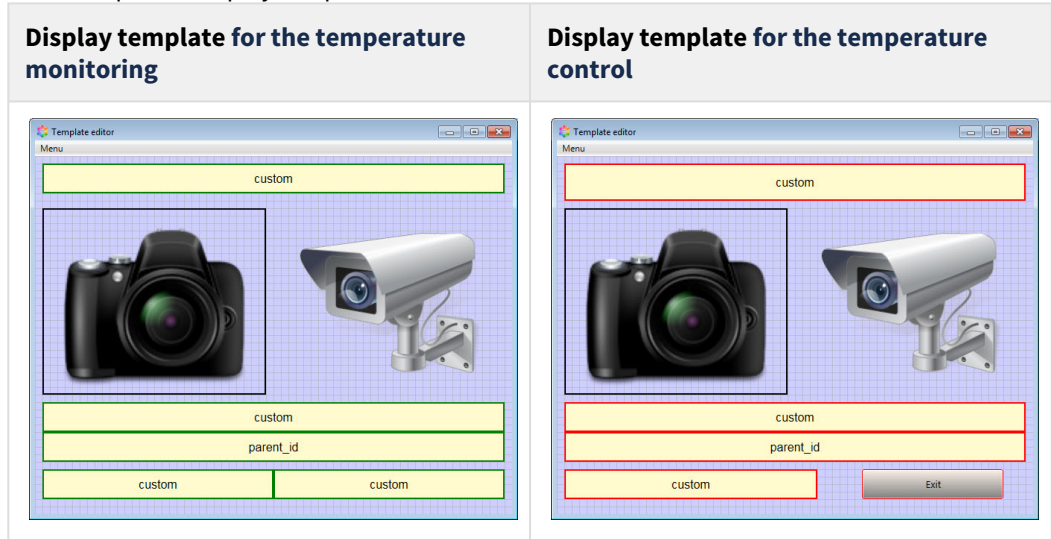 Display template for the temperature
monitoring
Display template for the temperature
control
Template editor
Menu
custom
custom
parent_id
custom
custom
Template editor
Menu
custom
custom
parent_id
custom
Exit